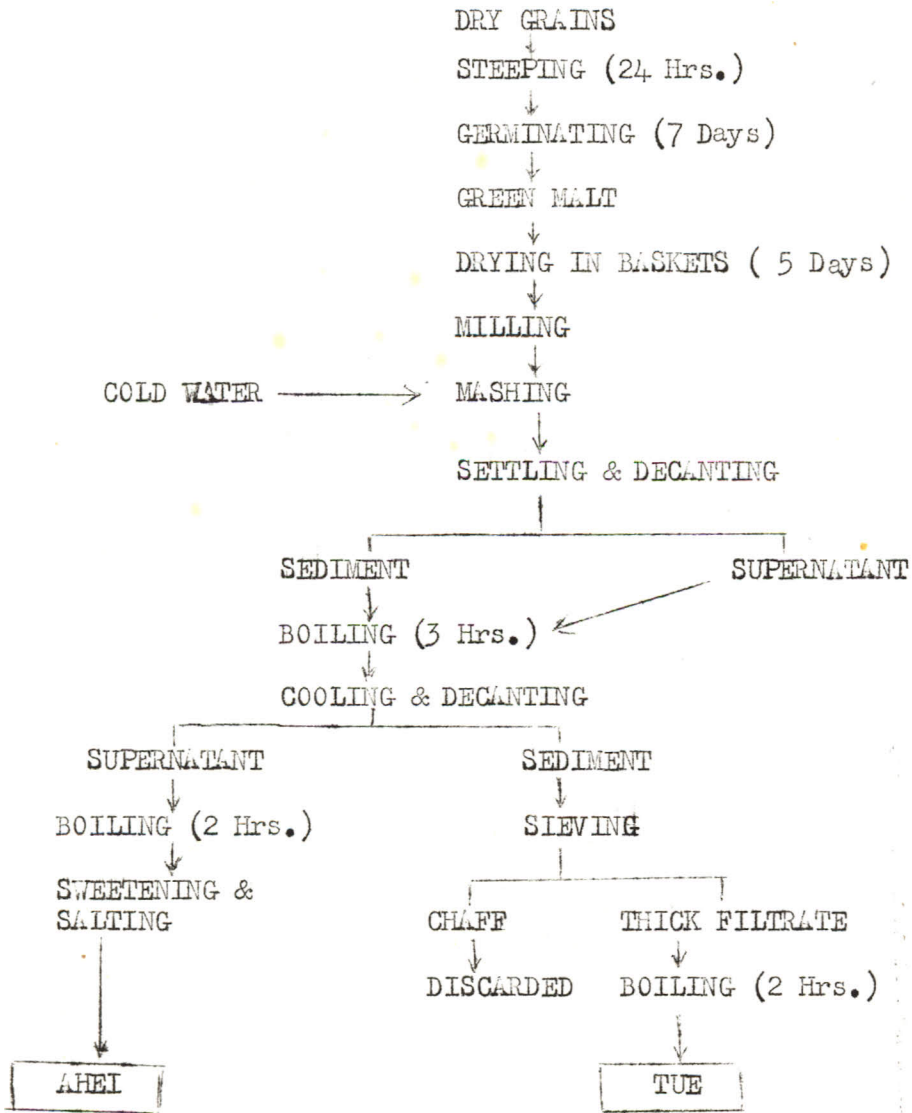 DRY GRAINS
STEEPING (24 Hrs.)
GERMINATING (7 Days)
GREEN MALT
DRYING IN BASKETS ( 5 Days)
MILLING
COLD WATER MASHING
SETTLING & DECANTING
SEDIMENT SUPERNATANT
BOILING (3 Hrs.)
COOLING & DECANTING
SUPERNATANT SEDIMENT
BOILING (2 Hrs.) SIEVING
SWEETENING &
SALTING CHAFF THICK FILTRATE
DISCARDED BOILING (2 Hrs.)
AHEI TUE